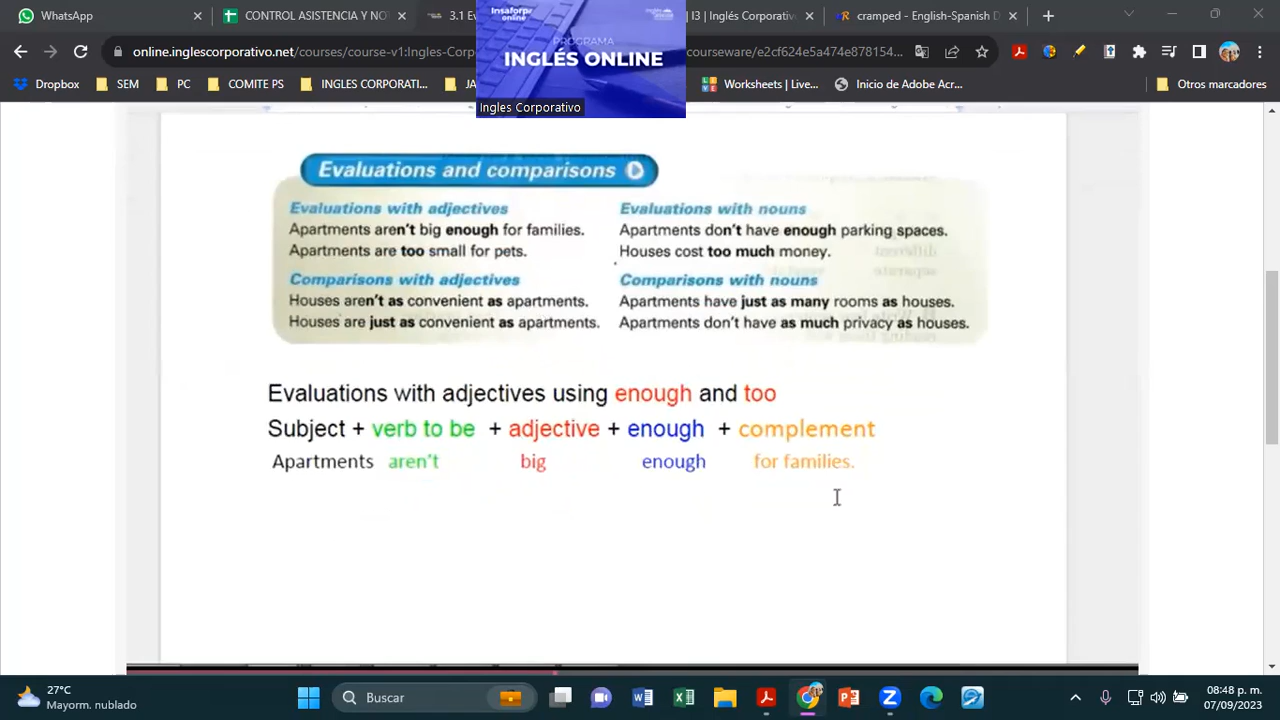 WhatsApp
CONTROL ASISTENCIA Y NO
3.1 Ev
I3 | Inglés Corporativo
stamped - English-Spanish D
Insaforp
online
PROGRAMA
INGLÉS ONLINE
Ingles Corporativo
online.inglescorporativo.net
/course-v1:Ingles-Corp
courseware/e2cf624e5a474e878154...
Dropbox
SEM
PC
COMITE PS
INGLES CORPORATI...
JA
Worksheets | Live...
Inicio de Adobe Acr...
Otros marcadores
Evaluations and comparisons
Evaluations with adjectives
Apartments aren't big enough for families.
Apartments are too small for pets.
Comparisons with adjectives
Houses aren't as convenient as apartments.
Houses are just as convenient as apartments.
Evaluations with nouns
Apartments don't have enough parking spaces.
Houses cost too much money.
Comparisons with nouns
Apartments have just as many rooms as houses.
Apartments don't have as much privacy as houses.
Evaluations with adjectives using enough and too
Subject + verb to be + adjective + enough + complement
Apartments aren't big enough for families.
27°C
Mayorm. nublado
Buscar
08:48 p. m.
07/09/2023